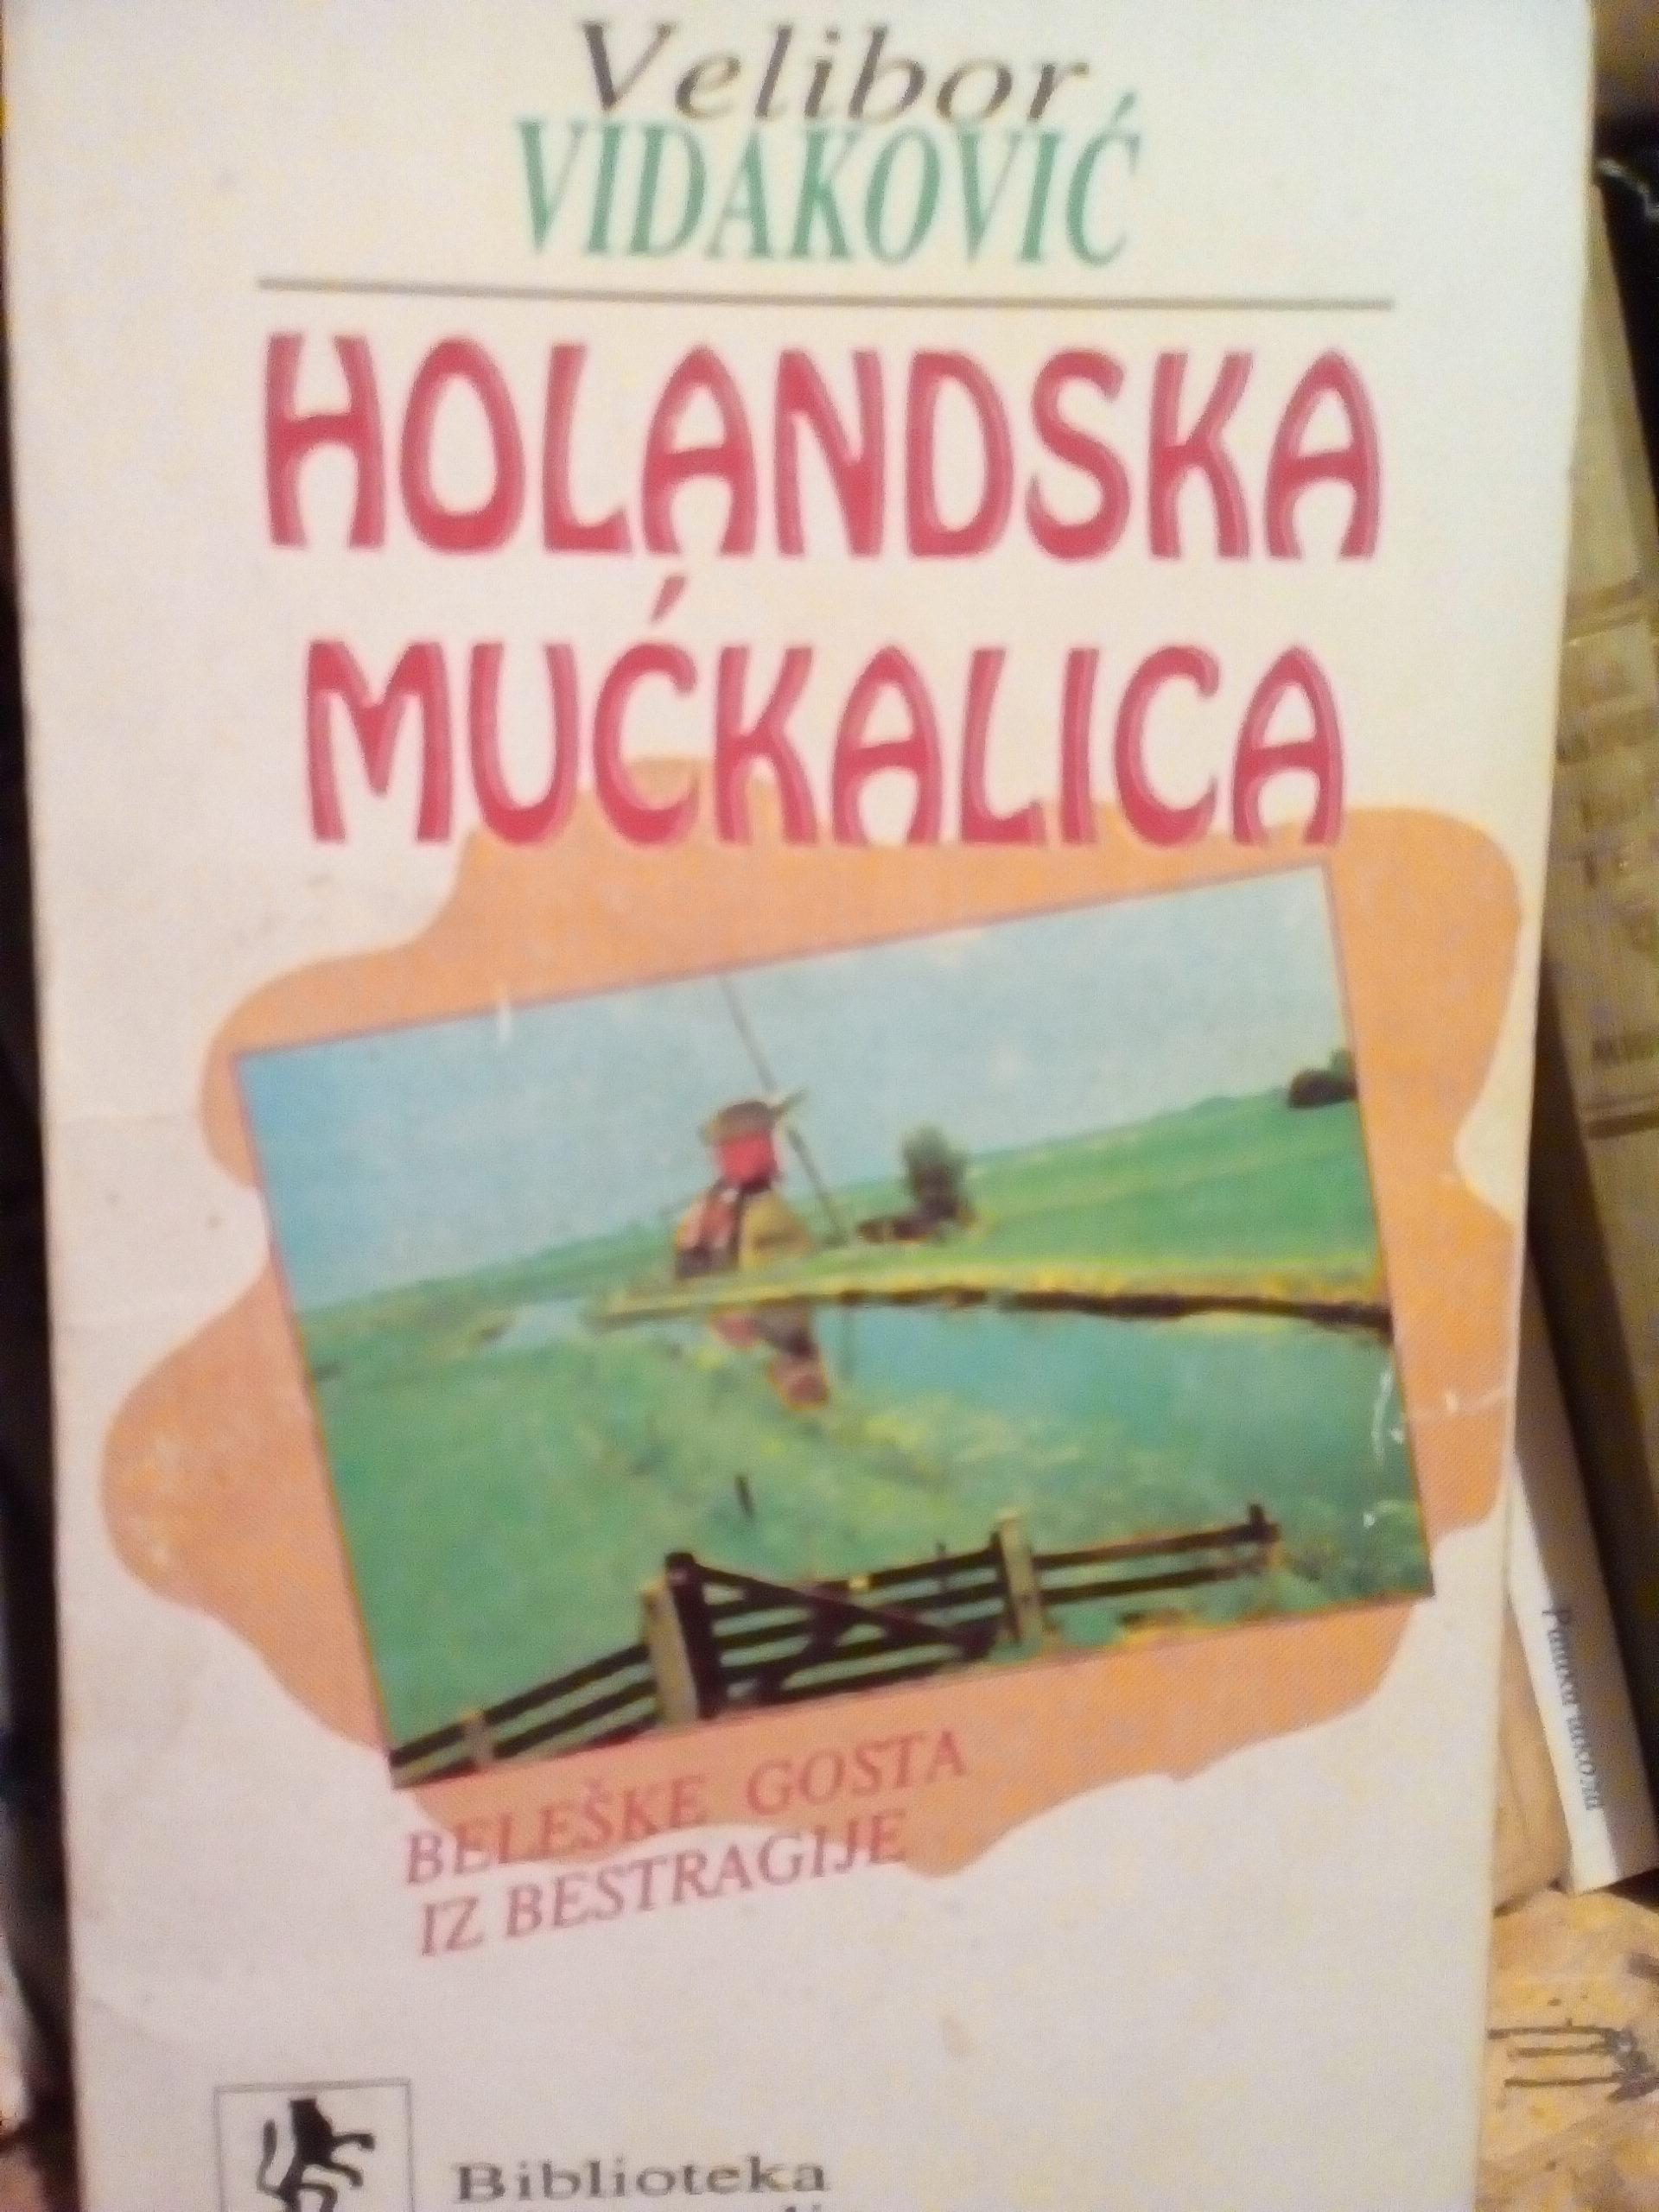 Velibor
VIDAKOVIĆ
HOLANDSKA
MUĆKALICA
BELEŠKE GOSTA
IZ BESTRAGIJE
Biblioteka